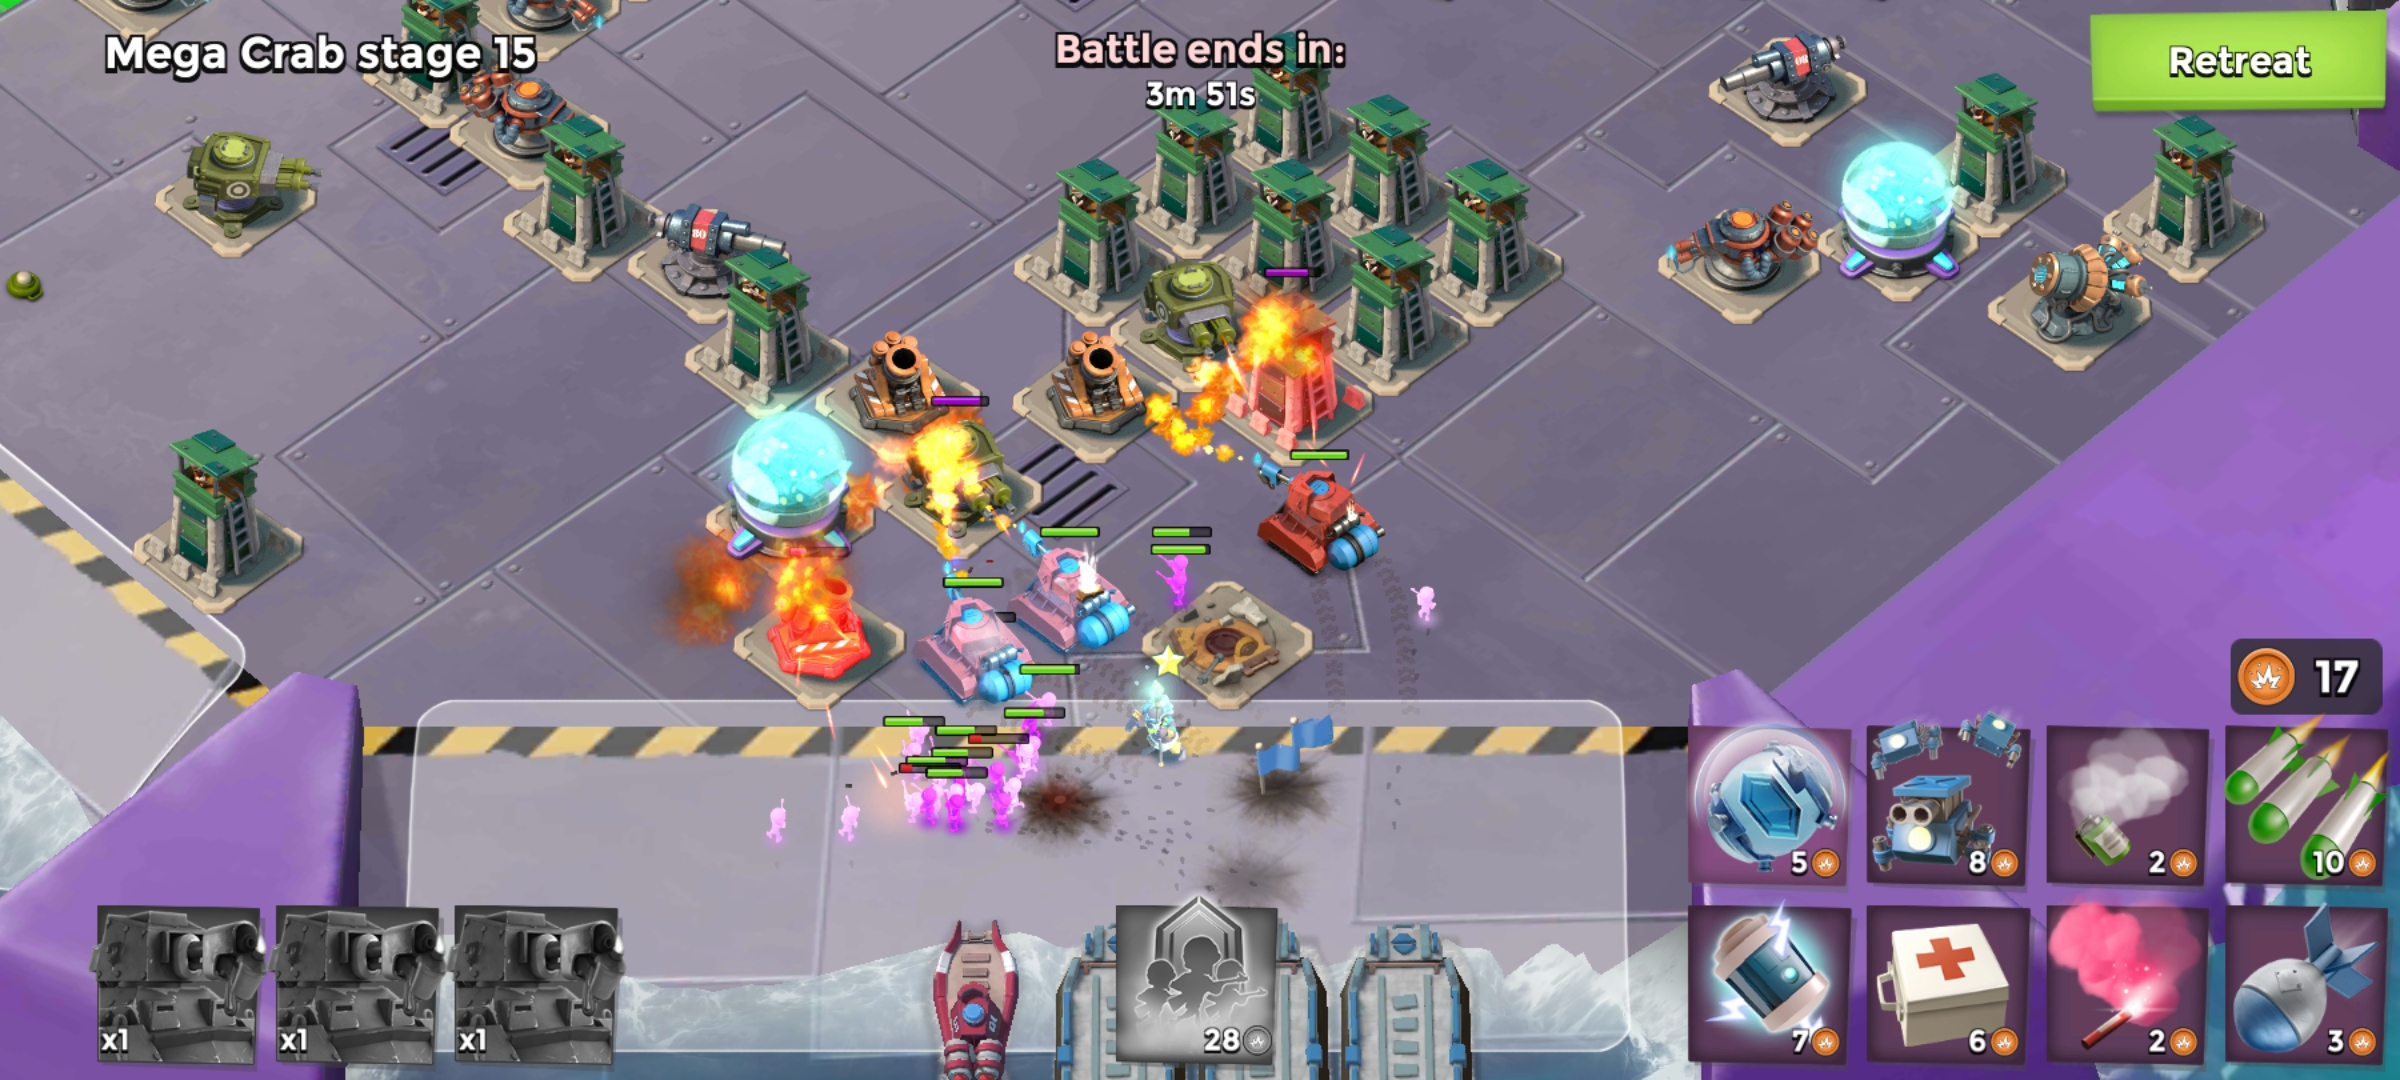 Mega Crab stage 15
Battle ends in:
3m 51s
Retreat
17
5
8
2
10
7
6
2
3
x1
x1
x1
28